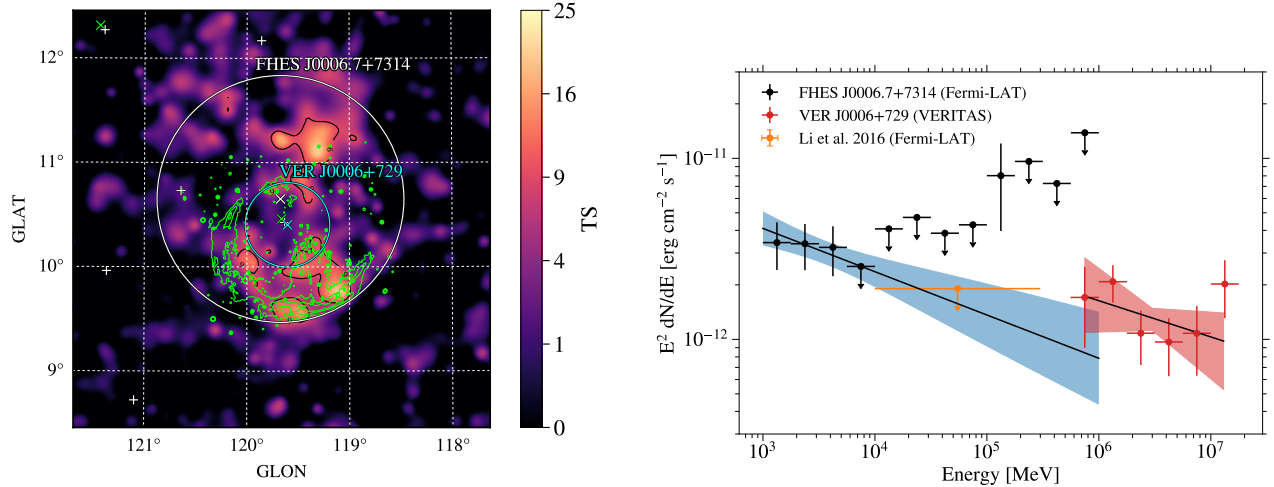 FHES J0006.7+7314
VER J0006+729
12°
11°
10°
9°
GLAT
121°
120°
119°
118°
GLON
25
16
9
4
1
0
TS
FHES J0006.7+7314 (Fermi-LAT)
VER J0006+729 (VERITAS)
Li et al. 2016 (Fermi-LAT)
10⁻¹¹
10⁻¹²
E² dN/dE [erg cm⁻² s⁻¹]
10³
10⁴
10⁵
10⁶
10⁷
Energy [MeV]